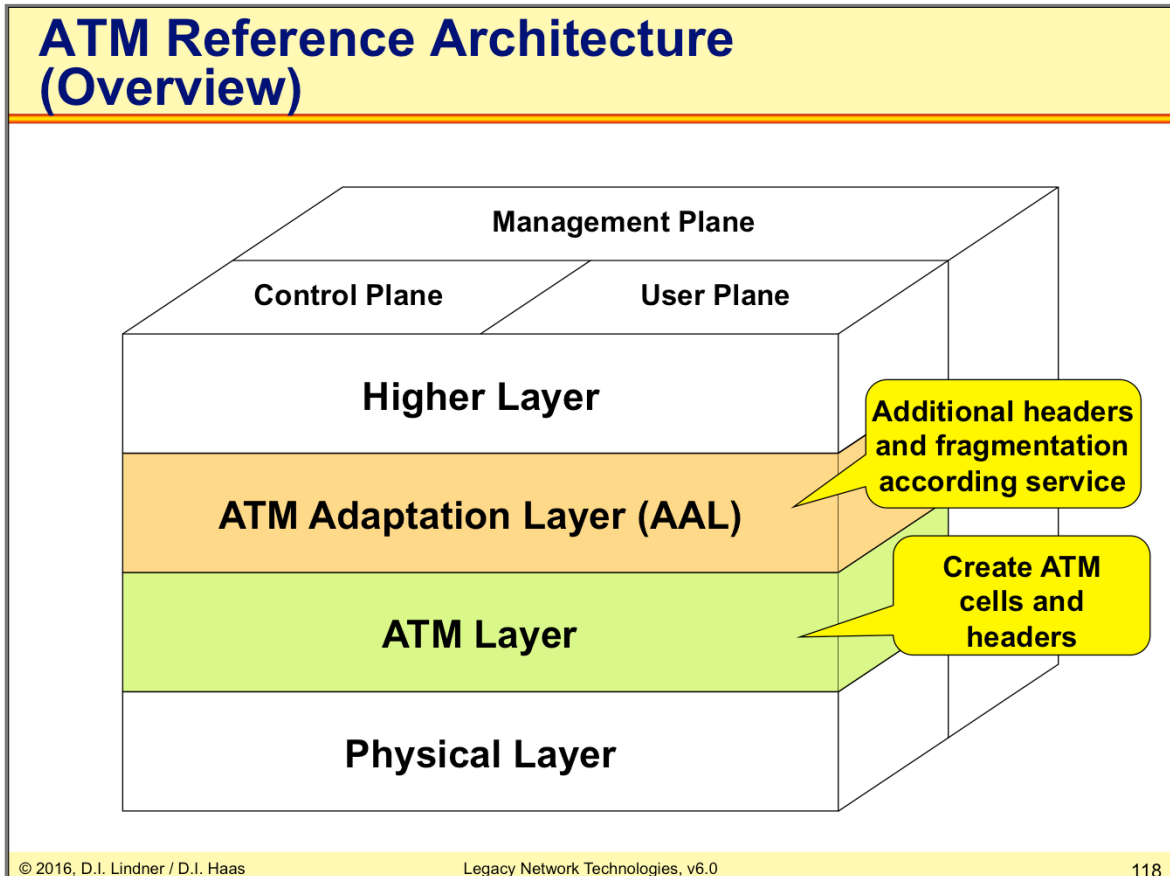 ATM Reference Architecture
(Overview)
Management Plane
Control Plane
User Plane
Higher Layer
Additional headers
and fragmentation
according service
ATM Adaptation Layer (AAL)
Create ATM
cells and
headers
ATM Layer
Physical Layer
© 2016, D.I. Lindner / D.I. Haas
Legacy Network Technologies, v6.0
118